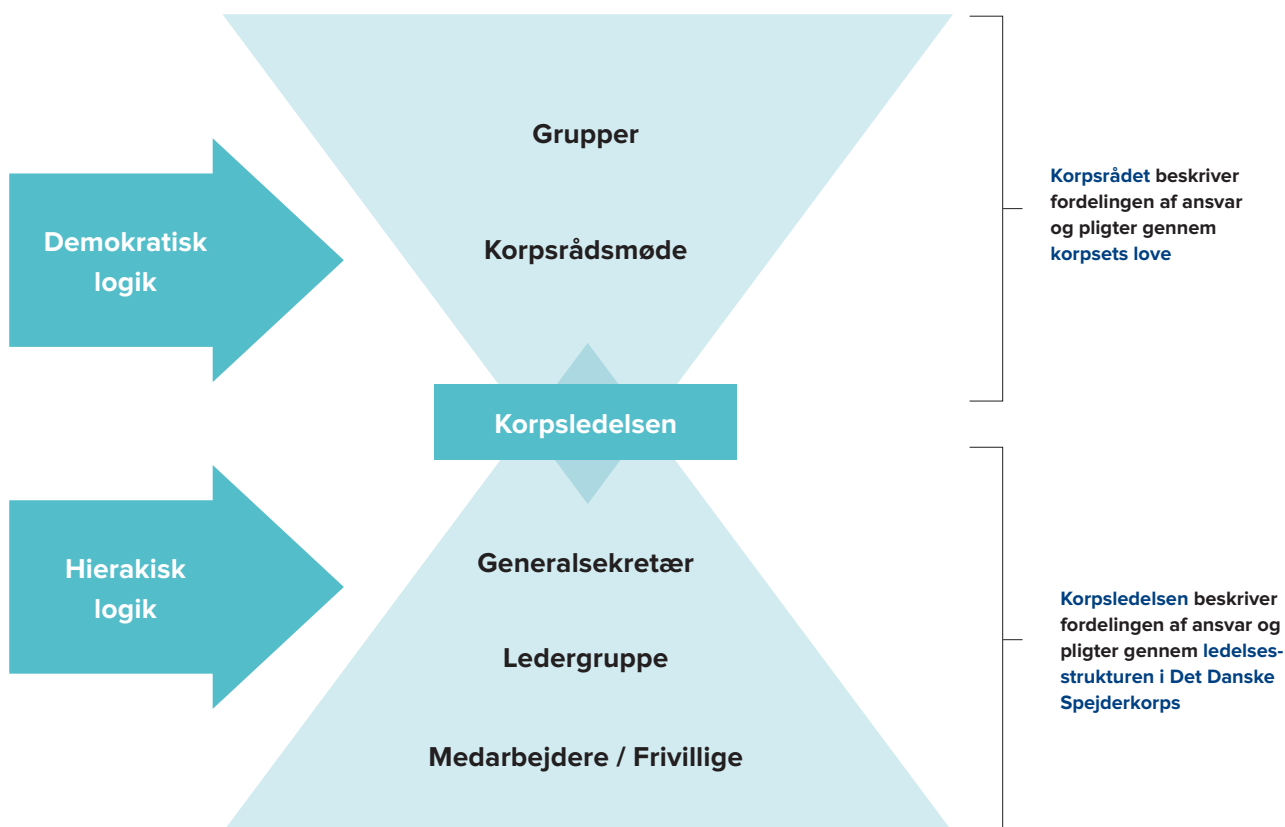 Grupper
Korpsrådsmøde
Demokratisk
logik
Korpsrådet beskriver
fordelingen af ansvar
og pligter gennem
korpsets love
Korpsledelsen
Hierakisk
logik
Generalsekretær
Ledergruppe
Medarbejdere / Frivillige
Korpsledelsen beskriver
fordelingen af ansvar og
pligter gennem ledelses-
strukturen i Det Danske
Spejderkorps